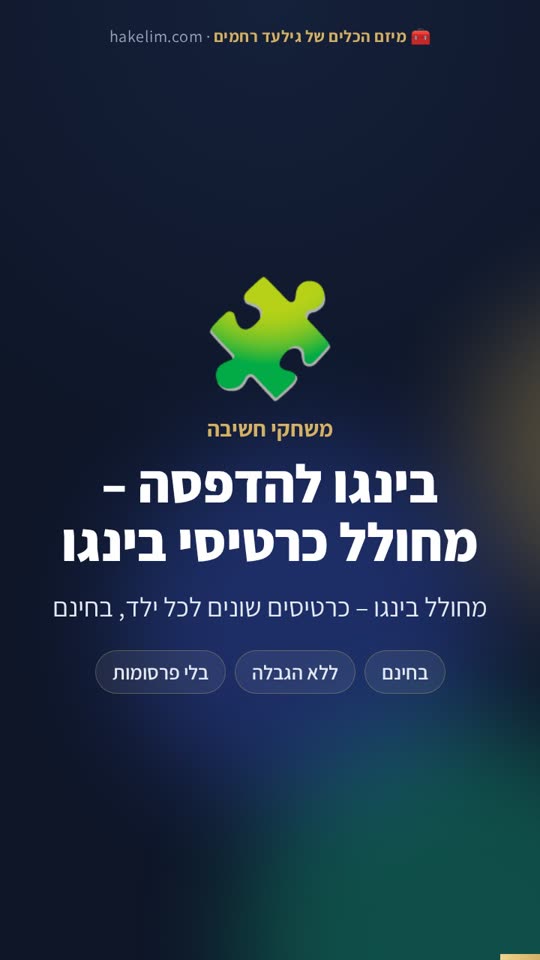 מיזם הכלים של גילעד רחמים · hakelim.com
משחקי חשיבה
בינגו להדפסה –
מחולל כרטיסי בינגו
מחולל בינגו – כרטיסים שונים לכל ילד, בחינם
בחינם
ללא הגבלה
בלי פרסומות